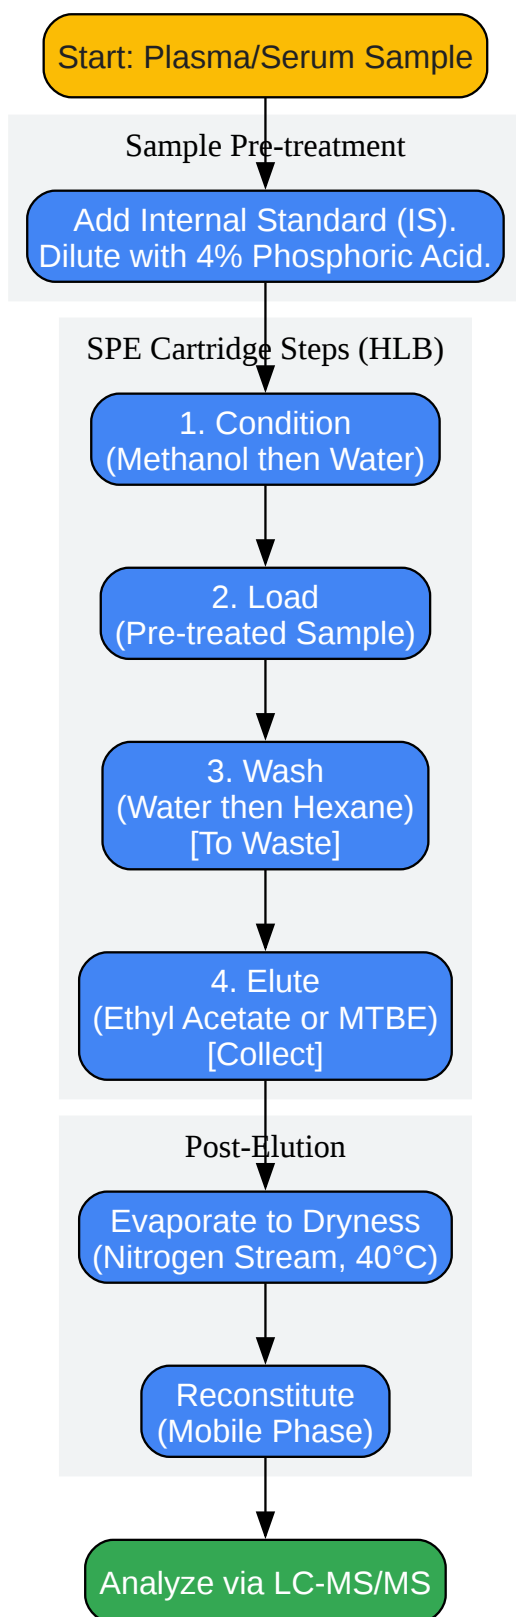 Start: Plasma/Serum Sample
Sample Pre-treatment
Add Internal Standard (IS).
Dilute with 4% Phosphoric Acid.
SPE Cartridge Steps (HLB)
1. Condition
(Methanol then Water)
2. Load
(Pre-treated Sample)
3. Wash
(Water then Hexane)
[To Waste]
4. Elute
(Ethyl Acetate or MTBE)
[Collect]
Post-Elution
Evaporate to Dryness
(Nitrogen Stream, 40°C)
Reconstitute
(Mobile Phase)
Analyze via LC-MS/MS